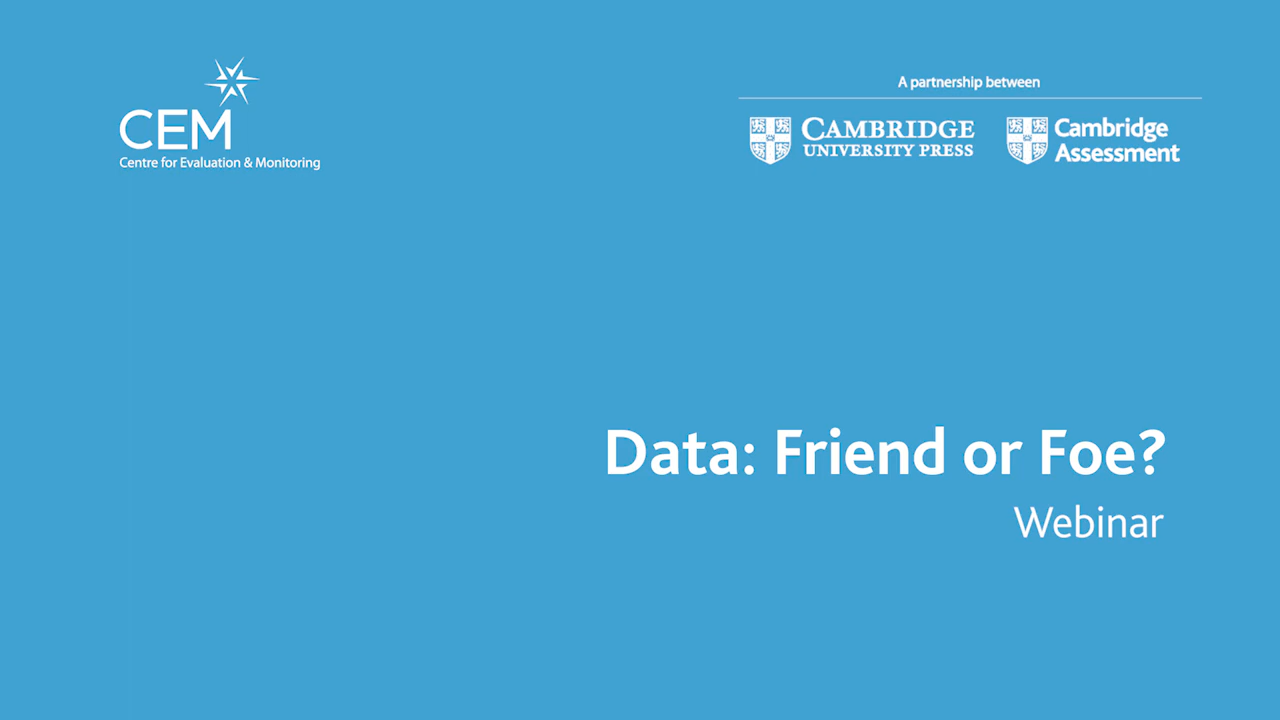 CEM
Centre for Evaluation & Monitoring
A partnership between
CAMBRIDGE
UNIVERSITY PRESS
Cambridge
Assessment
Data: Friend or Foe?
Webinar